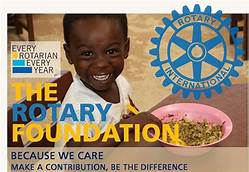 EVERY
ROTARIAN
EVERY
YEAR
ROTARY
INTERNATIONAL
THE
ROTARY
FOUNDATION
BECAUSE WE CARE
MAKE A CONTRIBUTION, BE THE DIFFERENCE